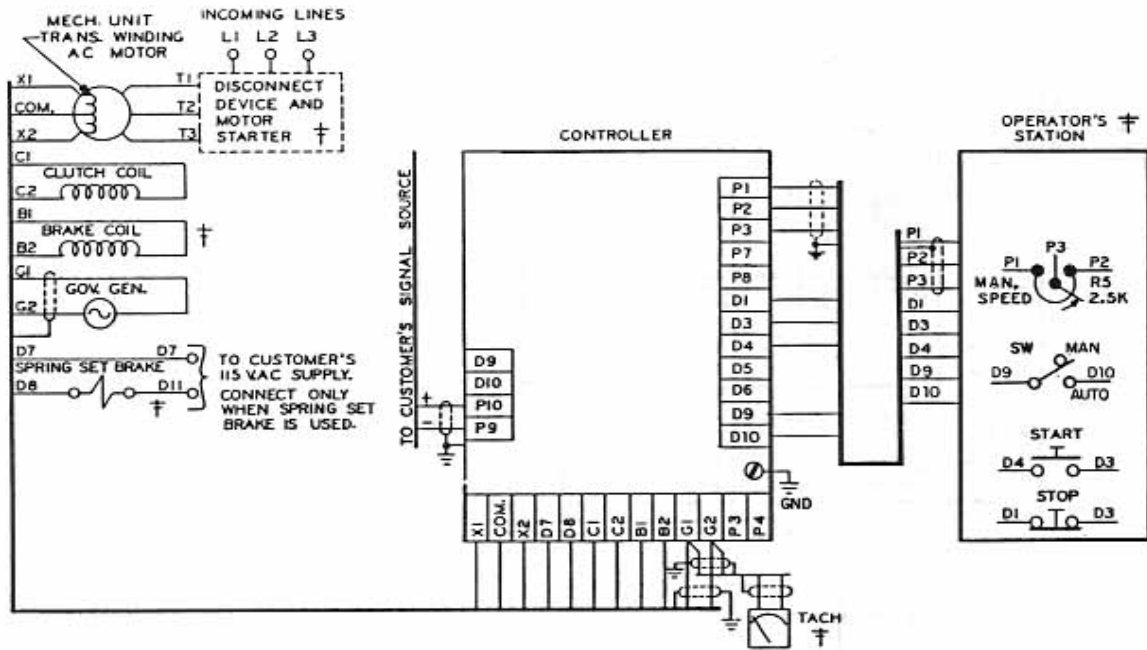 MECH. UNIT
TRANS. WINDING
AC MOTOR
INCOMING LINES
L1 L2 L3
X1
COM.
X2
T1
T2
T3
DISCONNECT
DEVICE AND
MOTOR
STARTER ‡
C1
CLUTCH COIL
C2
B1
BRAKE COIL
B2
‡
G1
GOV. GEN.
G2
D7 D7
SPRING SET BRAKE
D8 D11
‡
TO CUSTOMER'S
115 VAC SUPPLY.
CONNECT ONLY
WHEN SPRING SET
BRAKE IS USED.
TO CUSTOMER'S SIGNAL SOURCE
+
-
CONTROLLER
D9
D10
P10
P9
P1
P2
P3
P7
P8
D1
D3
D4
D5
D6
D9
D10
GND
X1
COM.
X2
D7
D8
C1
C2
B1
B2
G1
G2
P3
P4
TACH
‡
OPERATOR'S ‡
STATION
P1
P2
P3
D1
D3
D4
D9
D10
P3
P1 P2
MAN. R5
SPEED 2.5K
SW MAN
D9 D10
AUTO
START
D4 D3
STOP
D1 D3